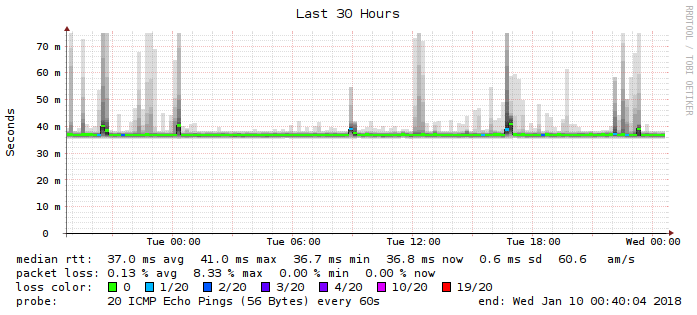 Last 30 Hours
RRDTOOL / TOBI OETIKER
Seconds
70 m
60 m
50 m
40 m
30 m
20 m
10 m
0
Tue 00:00 Tue 06:00 Tue 12:00 Tue 18:00 Wed 00:00
median rtt: 37.0 ms avg 41.0 ms max 36.7 ms min 36.8 ms now 0.6 ms sd 60.6 am/s
packet loss: 0.13 % avg 8.33 % max 0.00 % min 0.00 % now
loss color: 0 1/20 2/20 3/20 4/20 10/20 19/20
probe: 20 ICMP Echo Pings (56 Bytes) every 60s end: Wed Jan 10 00:40:04 2018